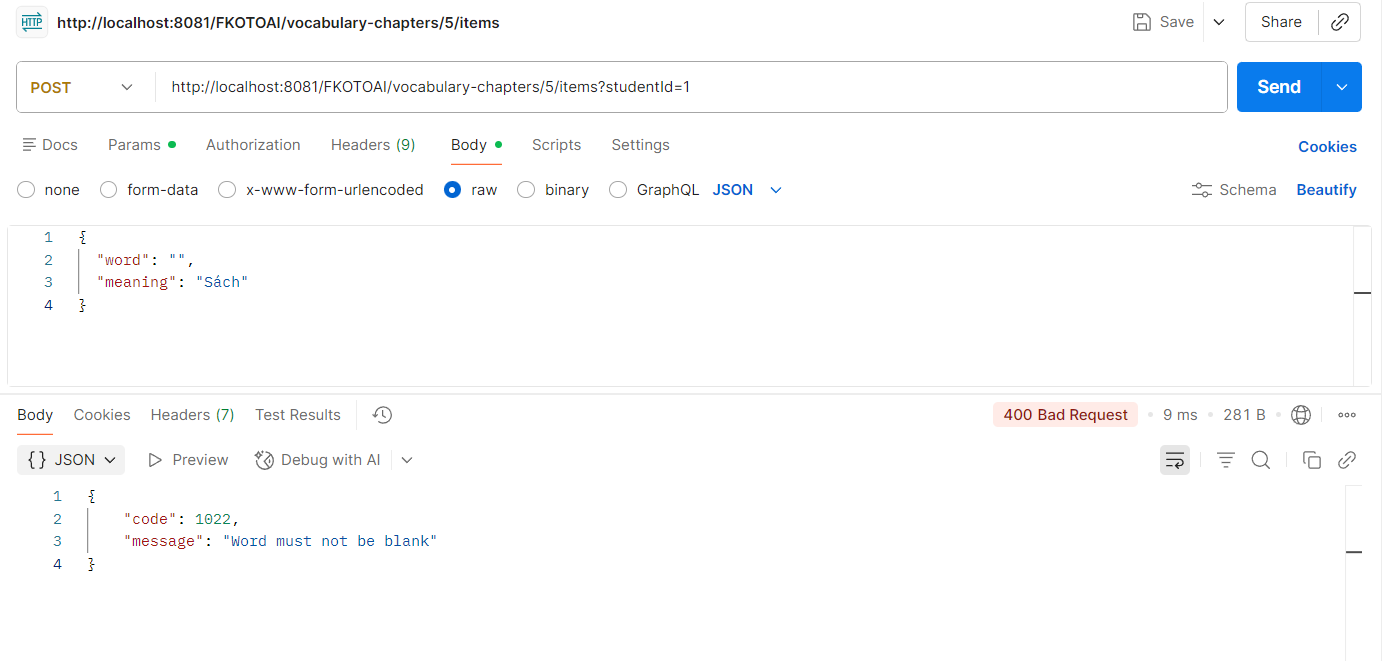 HTTP http://localhost:8081/FKOTOAI/vocabulary-chapters/5/items Save Share
POST http://localhost:8081/FKOTOAI/vocabulary-chapters/5/items?studentId=1 Send
Docs Params Authorization Headers (9) Body Scripts Settings Cookies
none form-data x-www-form-urlencoded raw binary GraphQL JSON Schema Beautify
1 {
2 "word": "",
3 "meaning": "Sách"
4 }
Body Cookies Headers (7) Test Results 400 Bad Request • 9 ms • 281 B •
{} JSON Preview Debug with AI
1 {
2 "code": 1022,
3 "message": "Word must not be blank"
4 }